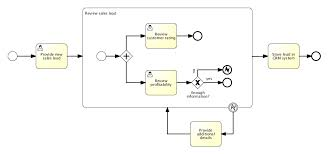 Review sales lead
Provide new
sales lead
Review
customer rating
Review
profitability
yes
Enough
information?
Store lead in
CRM system
Provide
additional
details